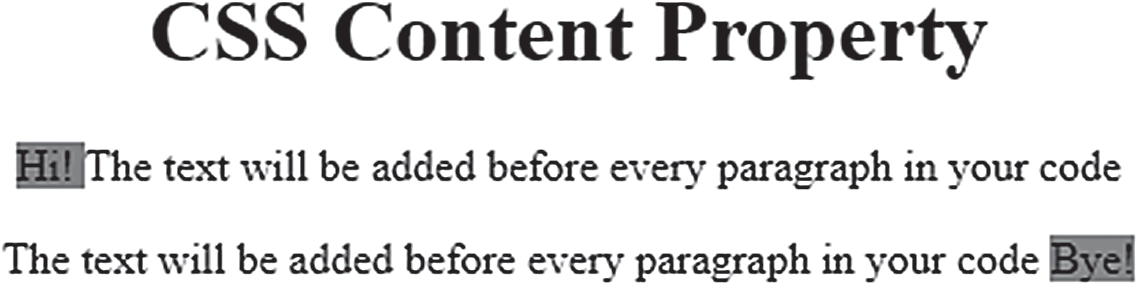 CSS Content Property
Hi! The text will be added before every paragraph in your code
The text will be added before every paragraph in your code Bye!